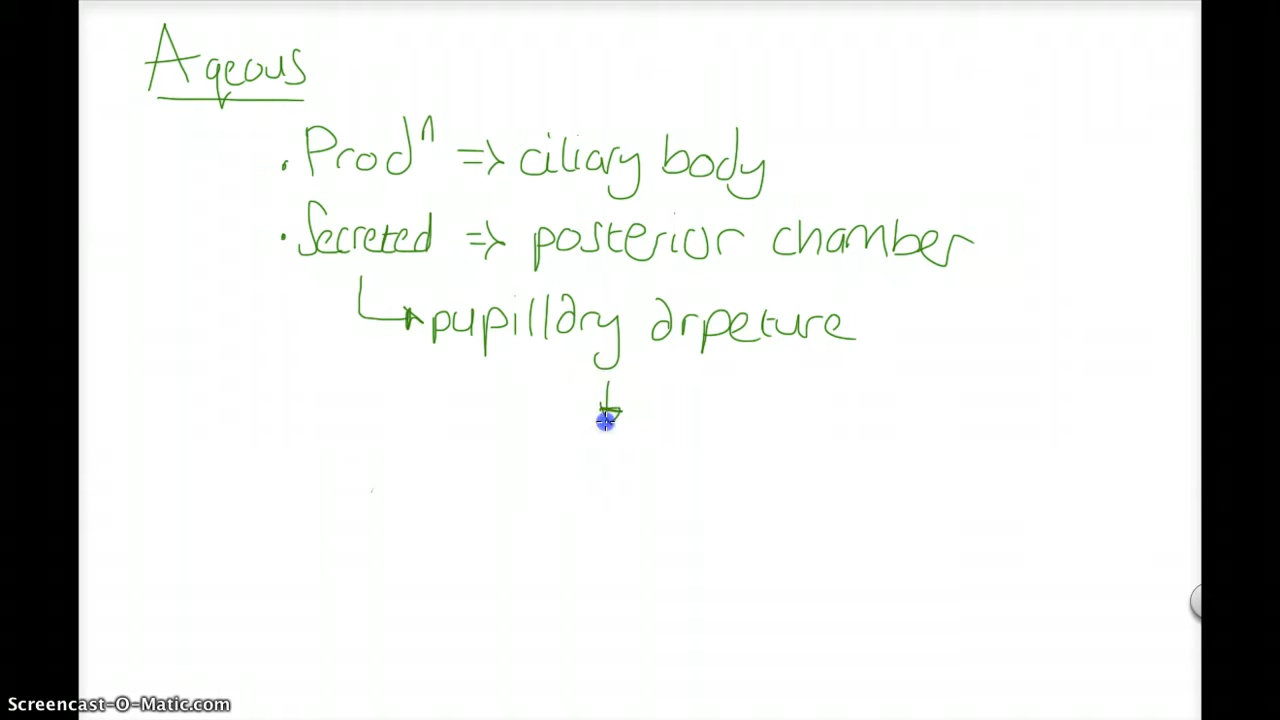 Aqeous
. Prodⁿ => ciliary body
. Secreted => posterior chamber
↳ pupillary arpeture
↓
Screencast-O-Matic.com